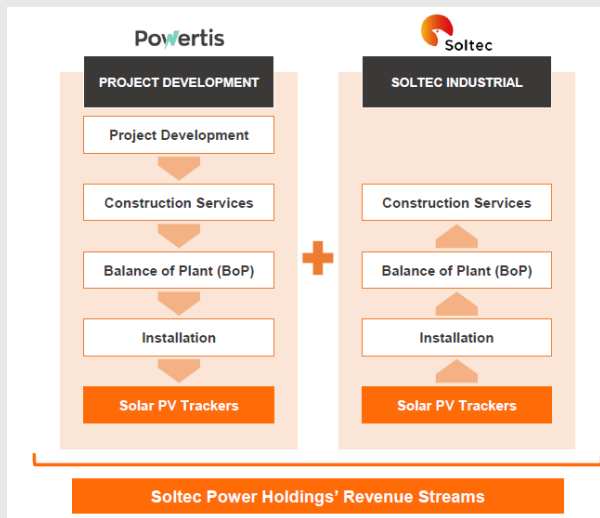 Powertis
PROJECT DEVELOPMENT
Project Development
Construction Services
Balance of Plant (BoP)
Installation
Solar PV Trackers
Soltec
SOLTEC INDUSTRIAL
Construction Services
Balance of Plant (BoP)
Installation
Solar PV Trackers
Soltec Power Holdings' Revenue Streams